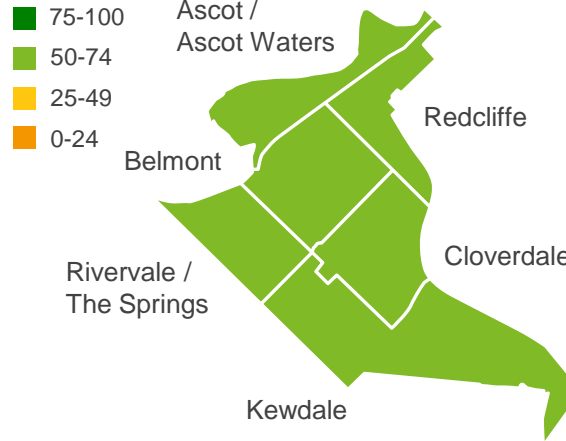 75-100
50-74
25-49
0-24
Ascot /
Ascot Waters
Redcliffe
Belmont
Cloverdale
Rivervale /
The Springs
Kewdale